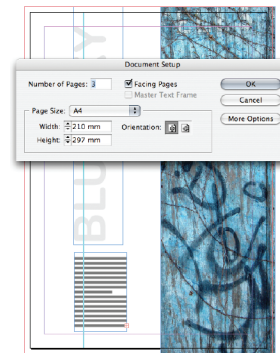 Document Setup
Number of Pages: 3
Facing Pages
OK
Master Text Frame
Cancel
Page Size: A4
More Options
Width: 210 mm
Orientation:
Height: 297 mm